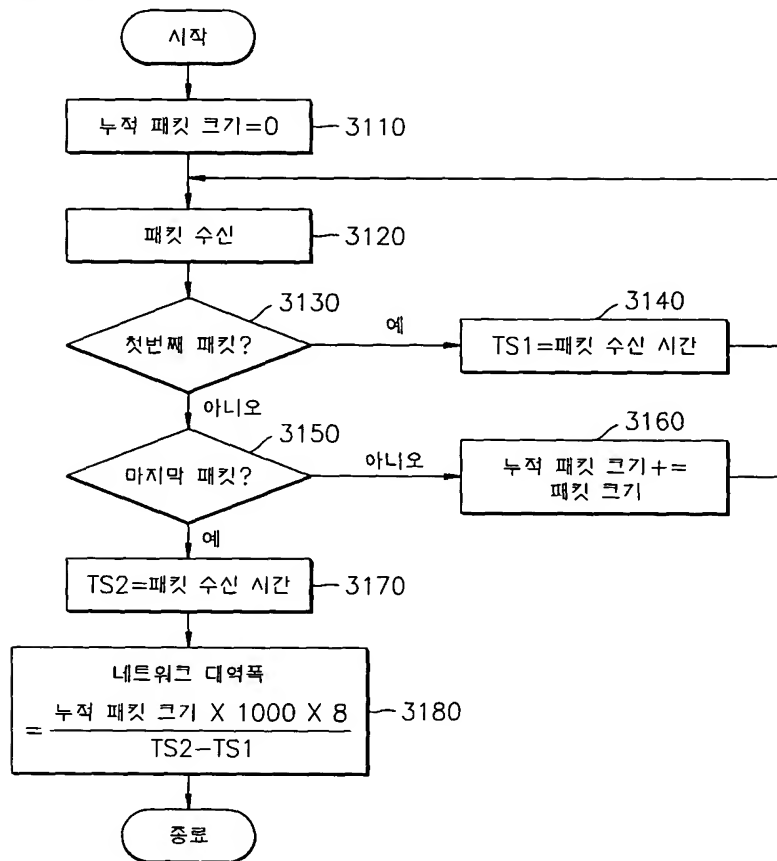 시작
누적 패킷 크기=0
3110
패킷 수신
3120
첫번째 패킷?
3130
예
3140
TS1=패킷 수신 시간
아니오
마지막 패킷?
3150
아니오
3160
누적 패킷 크기+=
패킷 크기
예
TS2=패킷 수신 시간
3170
네트워크 대역폭
= 누적 패킷 크기 X 1000 X 8
TS2-TS1
3180
종료